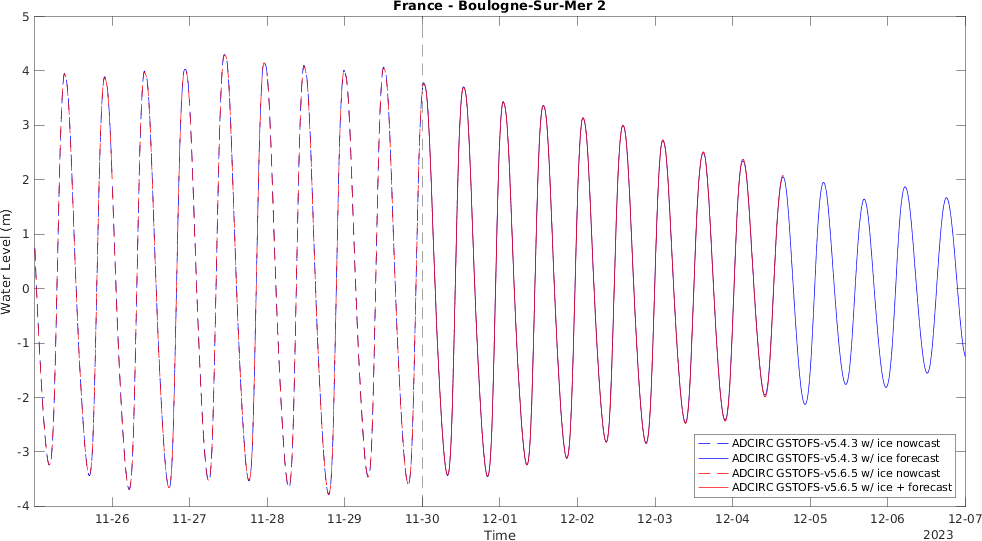 France - Boulogne-Sur-Mer 2
5
4
3
2
1
0
-1
-2
-3
-4
Water Level (m)
11-26 11-27 11-28 11-29 11-30 12-01 12-02 12-03 12-04 12-05 12-06 12-07
Time
2023
ADCIRC GSTOFS-v5.4.3 w/ ice nowcast
ADCIRC GSTOFS-v5.4.3 w/ ice forecast
ADCIRC GSTOFS-v5.6.5 w/ ice nowcast
ADCIRC GSTOFS-v5.6.5 w/ ice + forecast